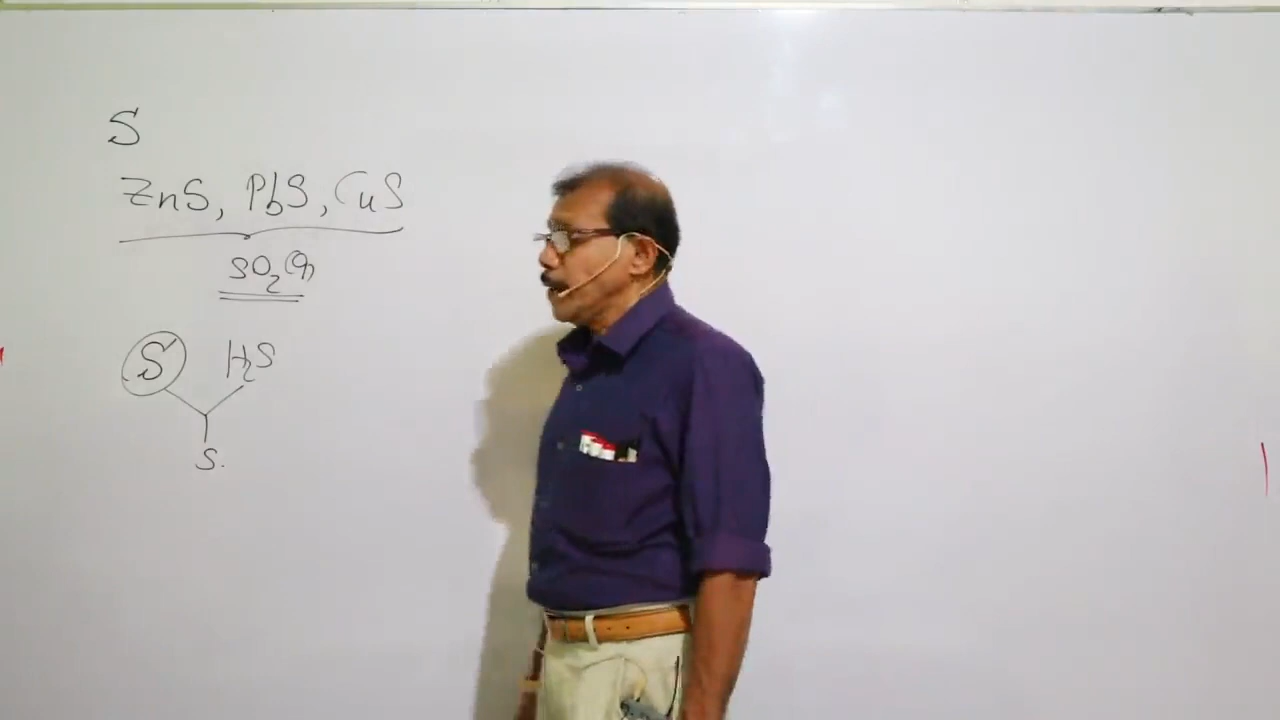 S
ZnS, PbS, CuS
SO₂(g)
S H₂S
S.